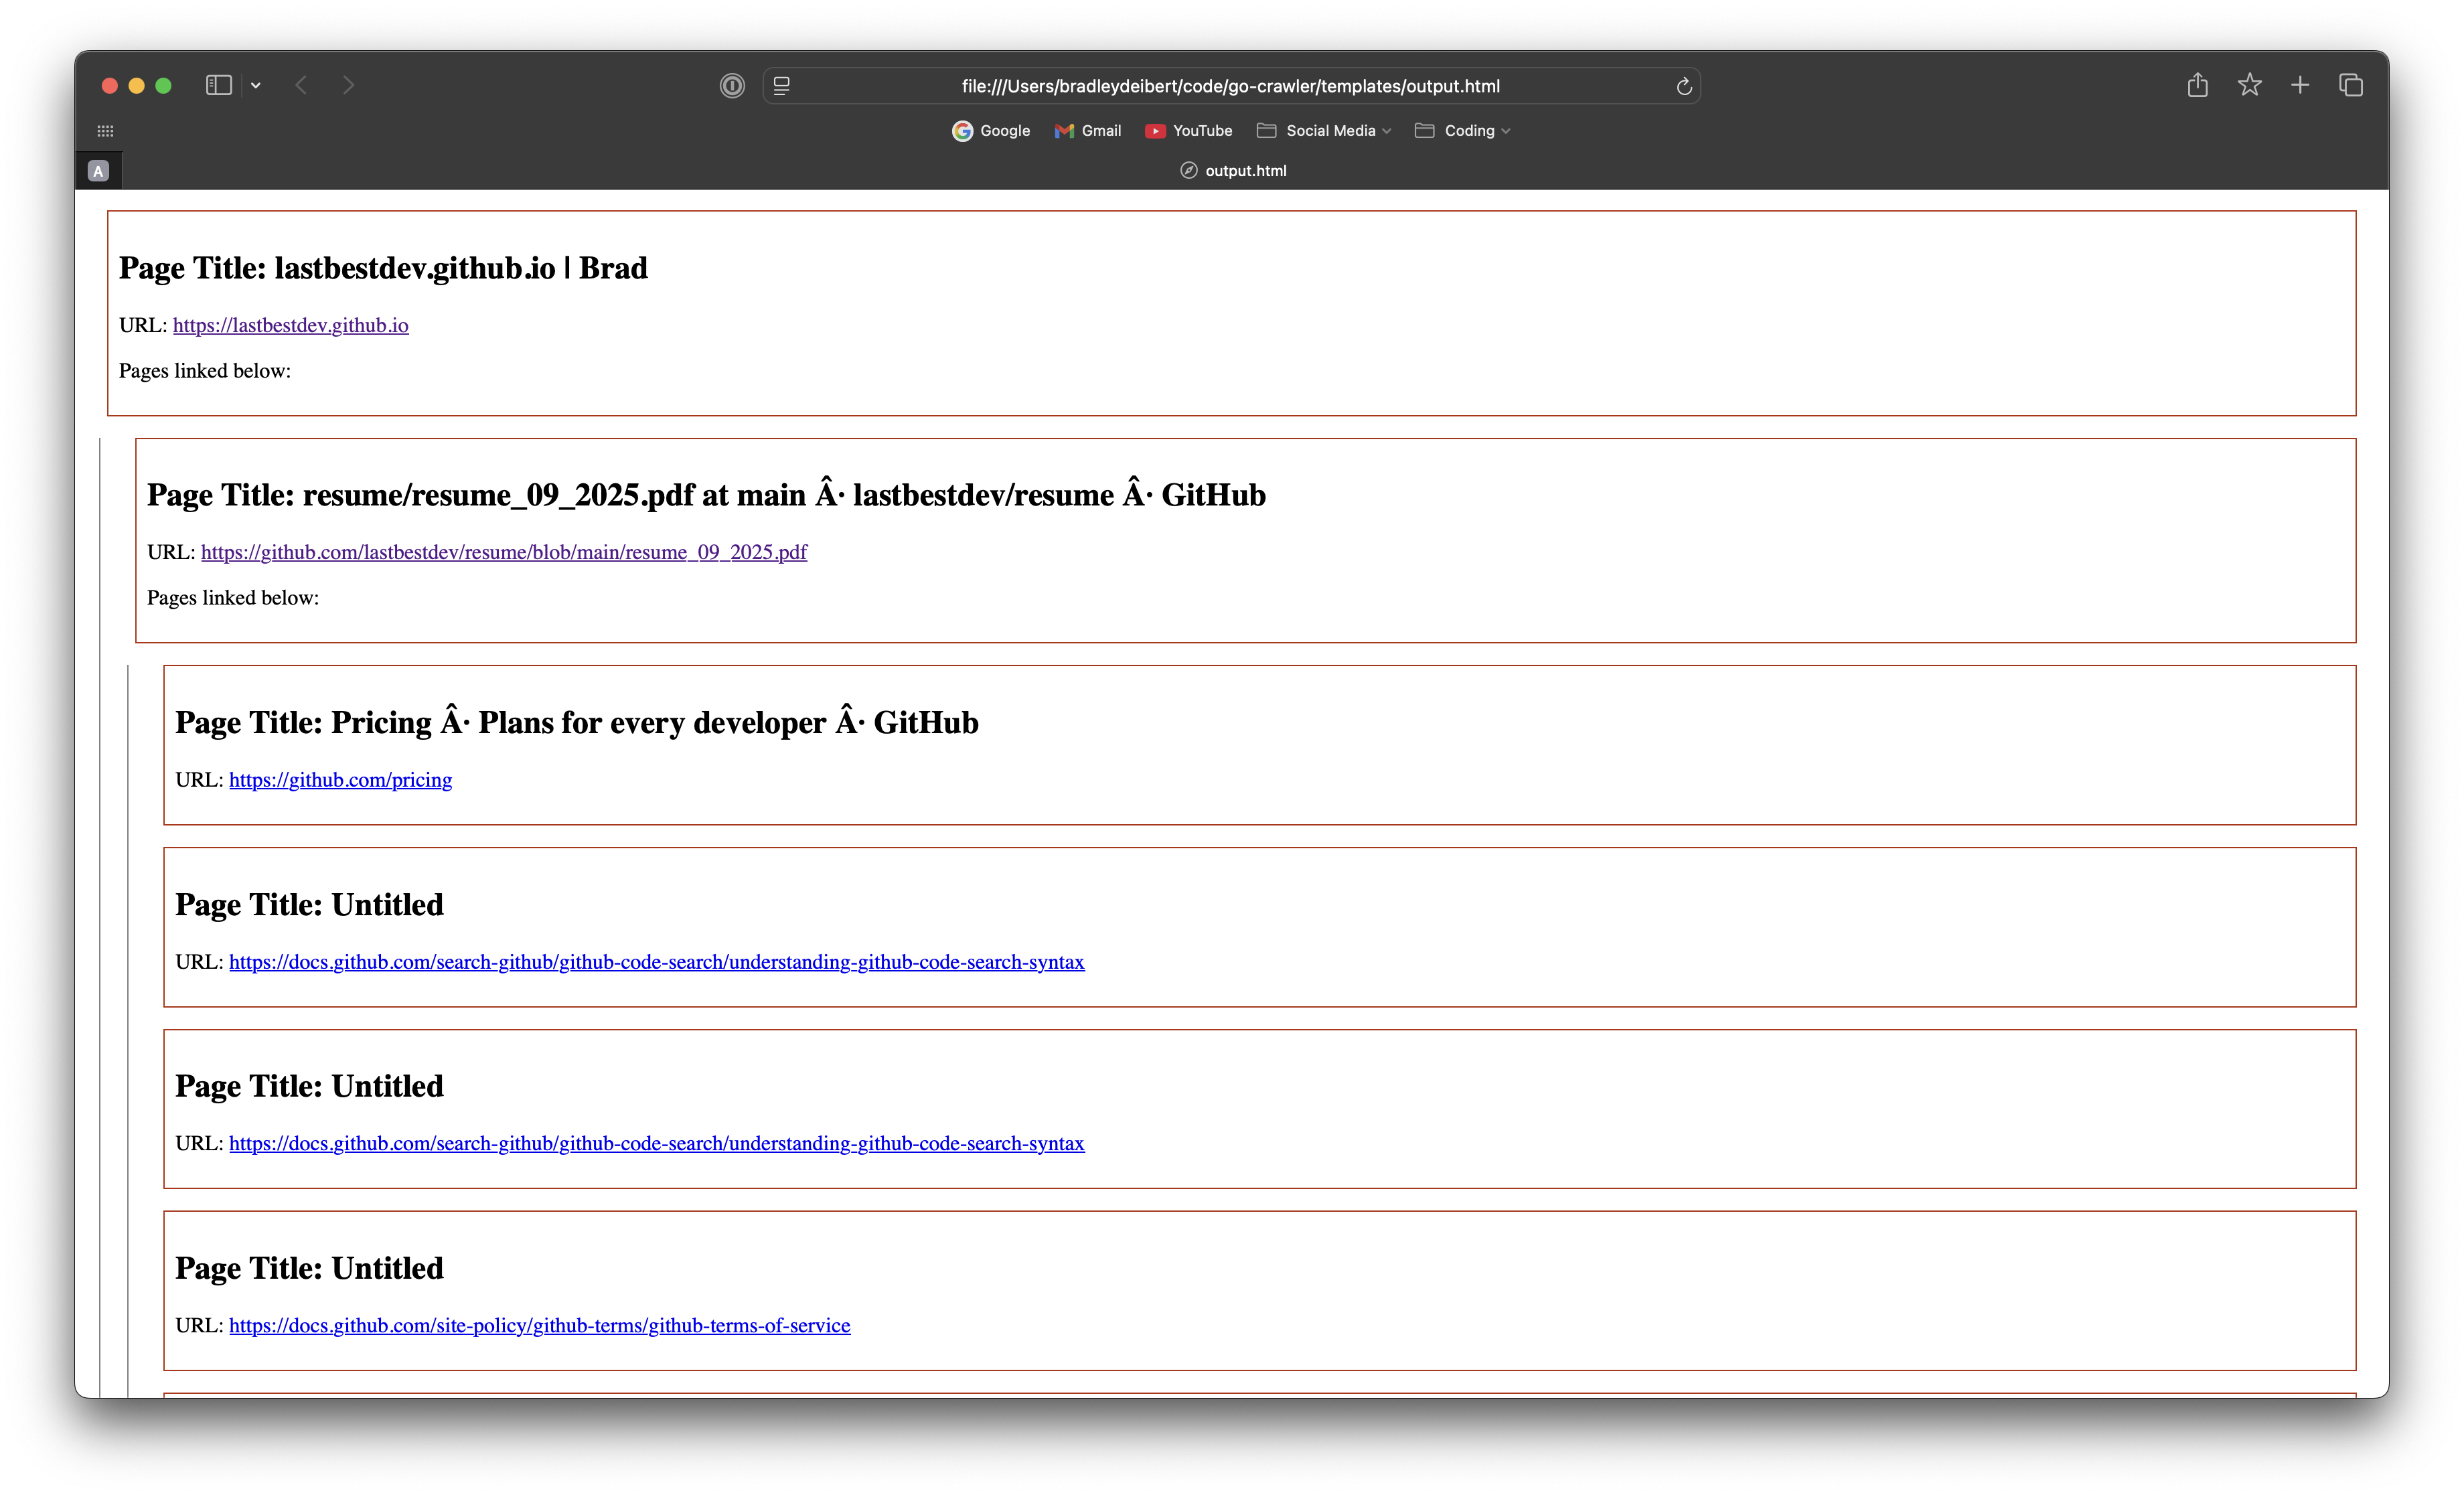 file:///Users/bradleydeibert/code/go-crawler/templates/output.html
Google Gmail YouTube Social Media Coding
A output.html
Page Title: lastbestdev.github.io | Brad
URL: https://lastbestdev.github.io
Pages linked below:
Page Title: resume/resume_09_2025.pdf at main Â· lastbestdev/resume Â· GitHub
URL: https://github.com/lastbestdev/resume/blob/main/resume_09_2025.pdf
Pages linked below:
Page Title: Pricing Â· Plans for every developer Â· GitHub
URL: https://github.com/pricing
Page Title: Untitled
URL: https://docs.github.com/search-github/github-code-search/understanding-github-code-search-syntax
Page Title: Untitled
URL: https://docs.github.com/search-github/github-code-search/understanding-github-code-search-syntax
Page Title: Untitled
URL: https://docs.github.com/site-policy/github-terms/github-terms-of-service